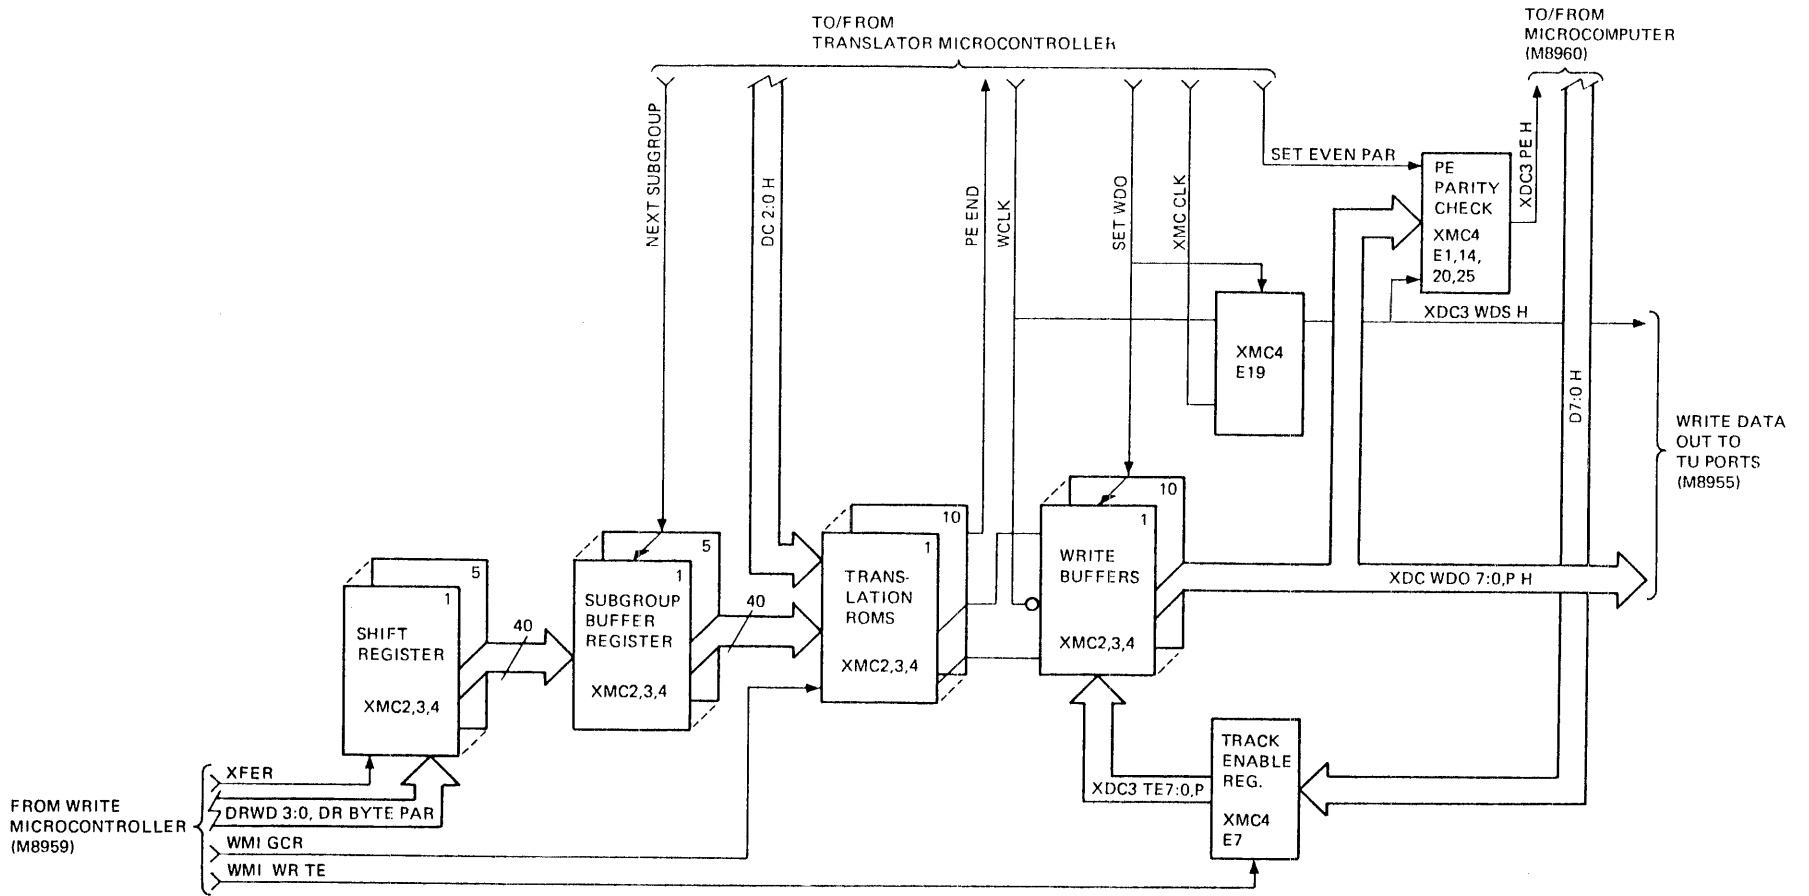 TO/FROM
TRANSLATOR MICROCONTROLLER
TO/FROM
MICROCOMPUTER
(M8960)
NEXT SUBGROUP
DC 2:0 H
PE END
WCLK
SET WDO
XMC CLK
SET EVEN PAR
XDC3 PE H
PE
PARITY
CHECK
XMC4
E1,14,
20,25
XDC3 WDS H
XMC4
E19
D7:0 H
WRITE DATA
OUT TO
TU PORTS
(M8955)
5
1
SHIFT
REGISTER
XMC2,3,4
40
5
1
SUBGROUP
BUFFER
REGISTER
XMC2,3,4
40
10
1
TRANS-
LATION
ROMS
XMC2,3,4
10
1
WRITE
BUFFERS
XMC2,3,4
XDC WDO 7:0,P H
XDC3 TE7:0,P
TRACK
ENABLE
REG.
XMC4
E7
FROM WRITE
MICROCONTROLLER
(M8959)
XFER
DRWD 3:0, DR BYTE PAR
WMI GCR
WMI WR TE